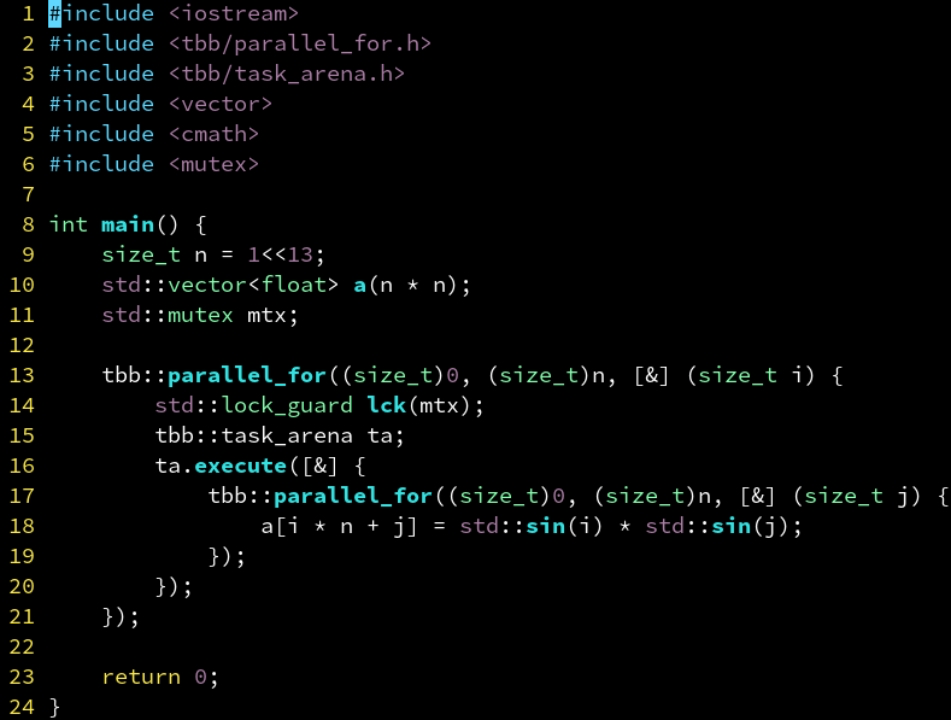 1 #include <iostream>
2 #include <tbb/parallel_for.h>
3 #include <tbb/task_arena.h>
4 #include <vector>
5 #include <cmath>
6 #include <mutex>
7
8 int main() {
9     size_t n = 1<<13;
10     std::vector<float> a(n * n);
11     std::mutex mtx;
12
13     tbb::parallel_for((size_t)0, (size_t)n, [&] (size_t i) {
14         std::lock_guard lck(mtx);
15         tbb::task_arena ta;
16         ta.execute([&] {
17             tbb::parallel_for((size_t)0, (size_t)n, [&] (size_t j) {
18                 a[i * n + j] = std::sin(i) * std::sin(j);
19             });
20         });
21     });
22
23     return 0;
24 }